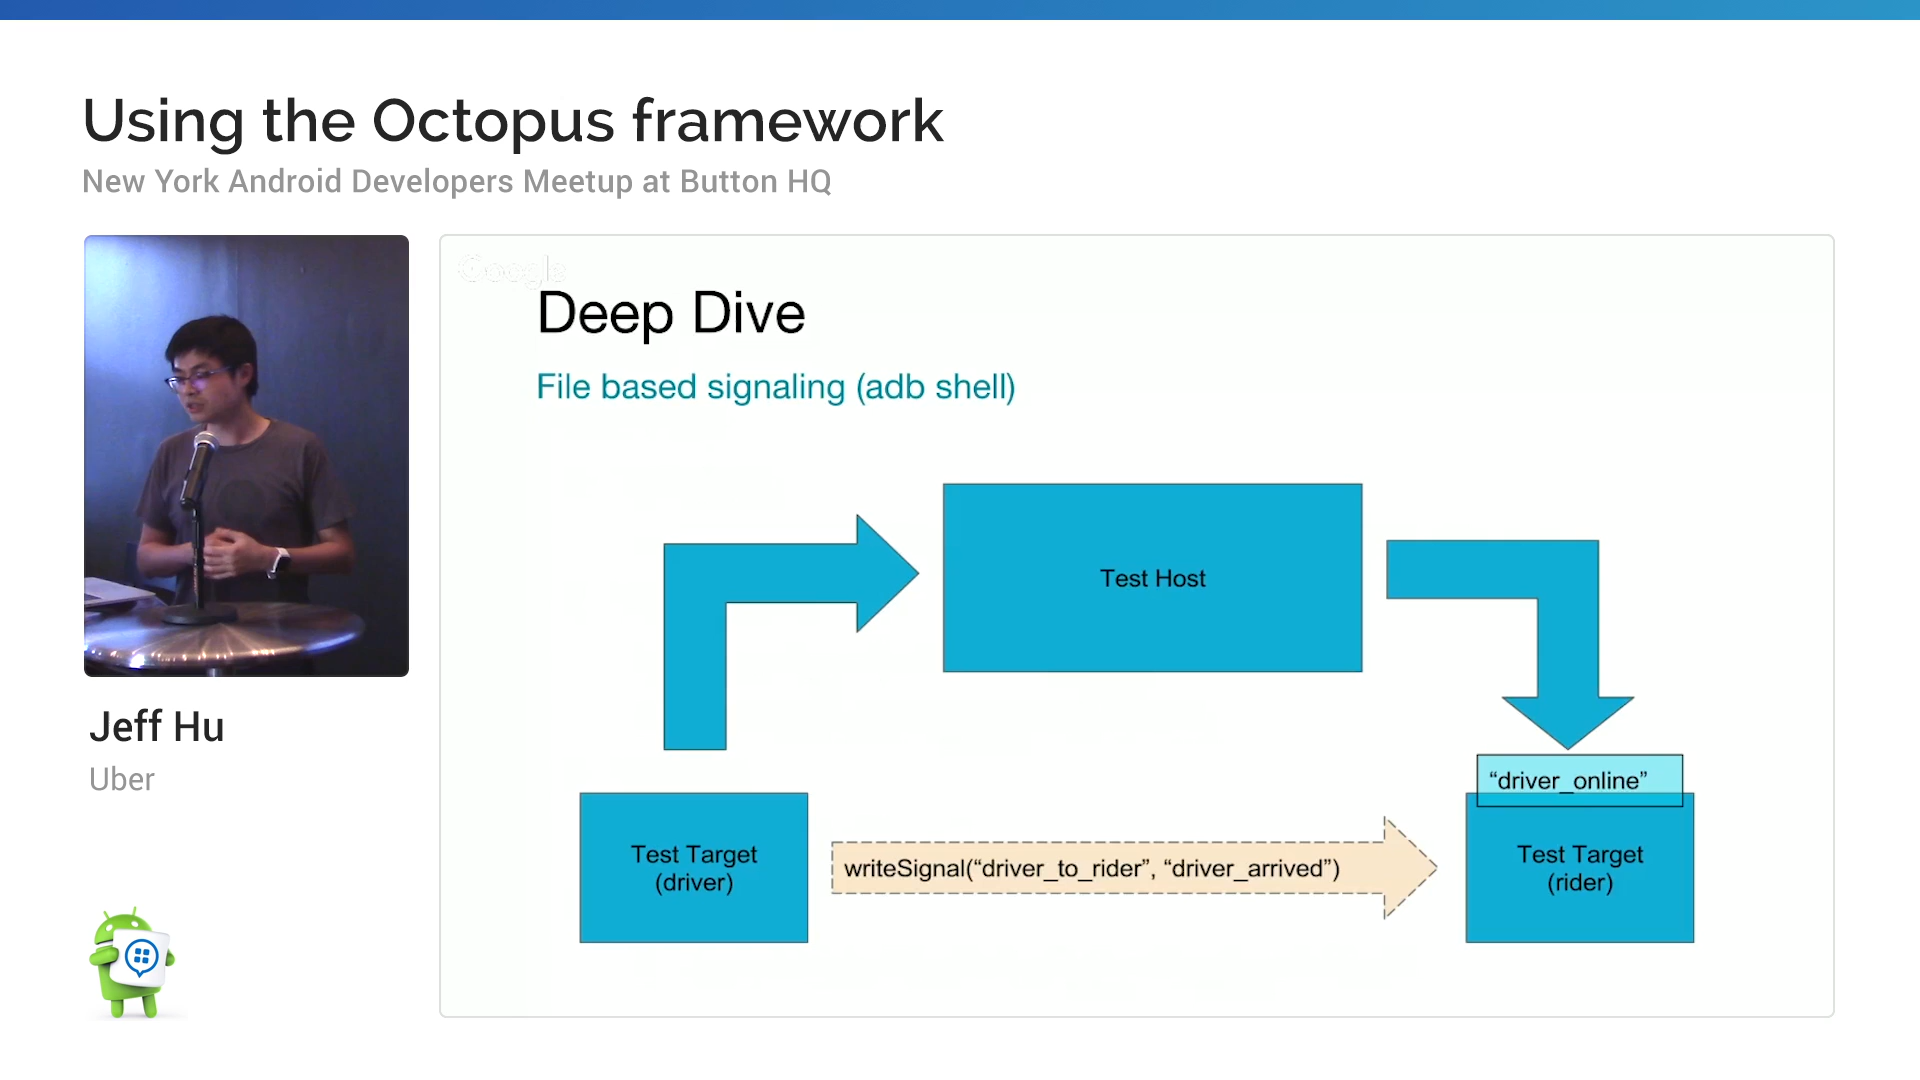 Using the Octopus framework
New York Android Developers Meetup at Button HQ
Google
Deep Dive
File based signaling (adb shell)
Test Host
“driver_online”
Test Target
(driver)
writeSignal(“driver_to_rider”, “driver_arrived”)
Test Target
(rider)
Jeff Hu
Uber